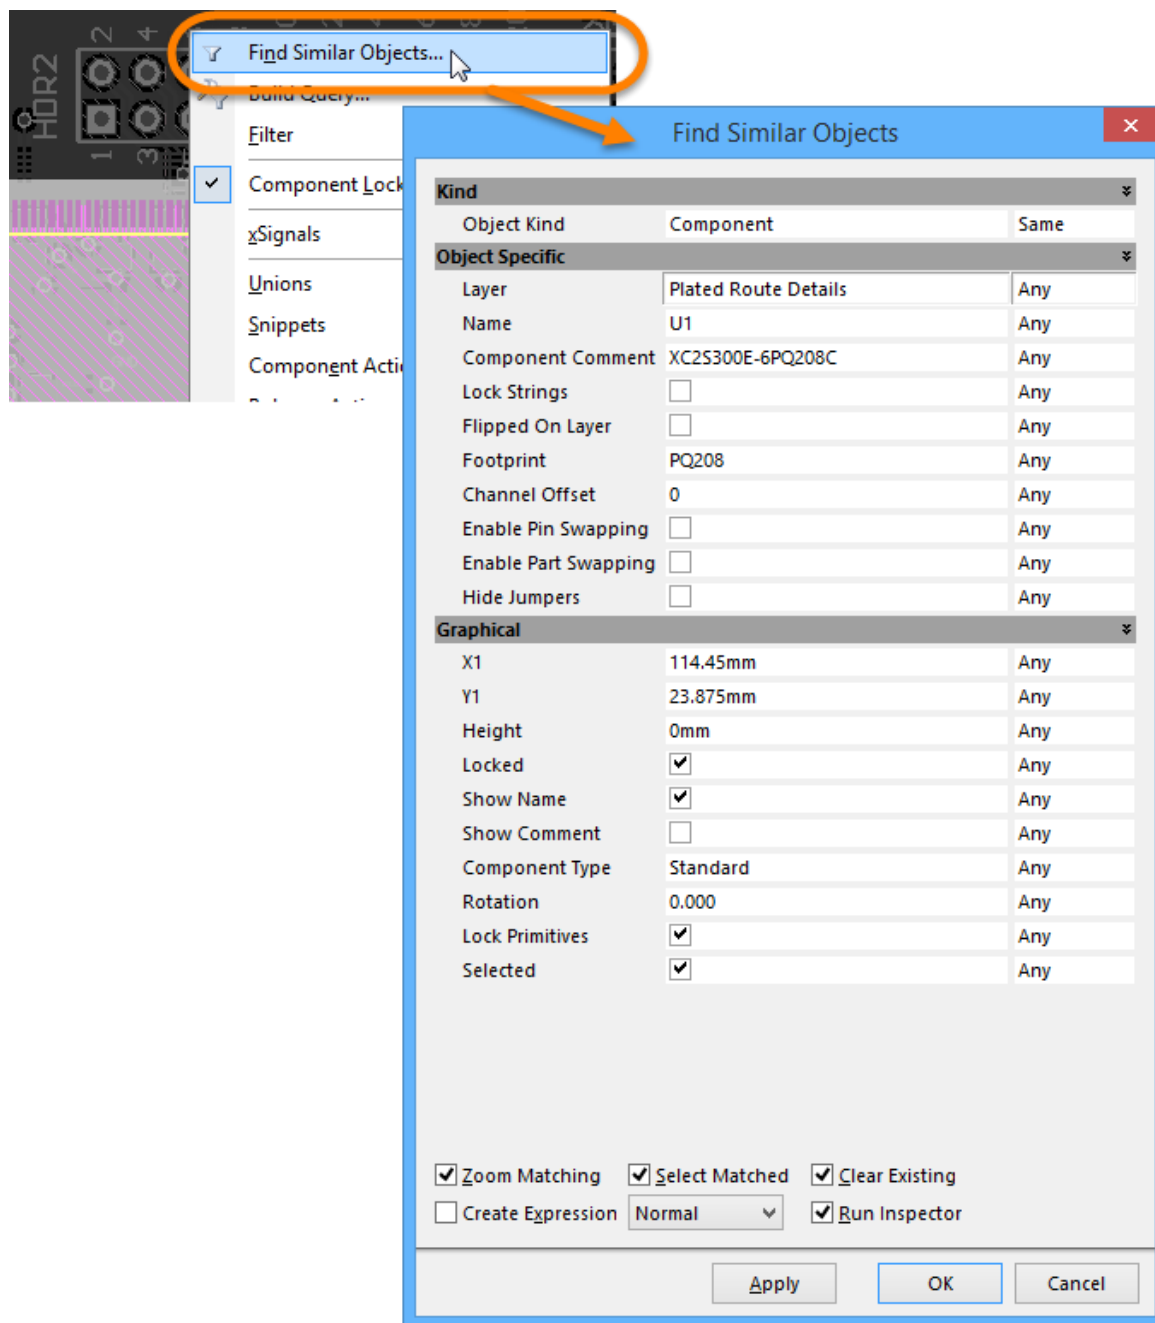 2 4
HDR2
1 3
Find Similar Objects...
Build Query...
Filter
Component Lock
xSignals
Unions
Snippets
Component Acti
Find Similar Objects
Kind
Object Kind Component Same
Object Specific
Layer Plated Route Details Any
Name U1 Any
Component Comment XC2S300E-6PQ208C Any
Lock Strings Any
Flipped On Layer Any
Footprint PQ208 Any
Channel Offset 0 Any
Enable Pin Swapping Any
Enable Part Swapping Any
Hide Jumpers Any
Graphical
X1 114.45mm Any
Y1 23.875mm Any
Height 0mm Any
Locked Any
Show Name Any
Show Comment Any
Component Type Standard Any
Rotation 0.000 Any
Lock Primitives Any
Selected Any
Zoom Matching Select Matched Clear Existing
Create Expression Normal Run Inspector
Apply OK Cancel